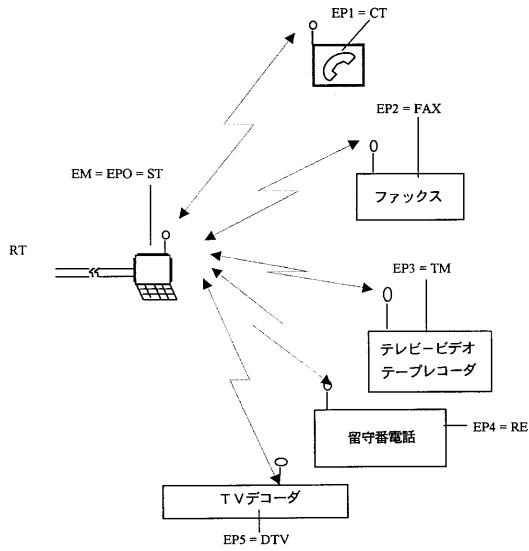 EP1 = CT
EP2 = FAX
ファックス
EM = EPO = ST
RT
EP3 = TM
テレビービデオ
テープレコーダ
留守番電話
EP4 = RE
TVデコーダ
EP5 = DTV